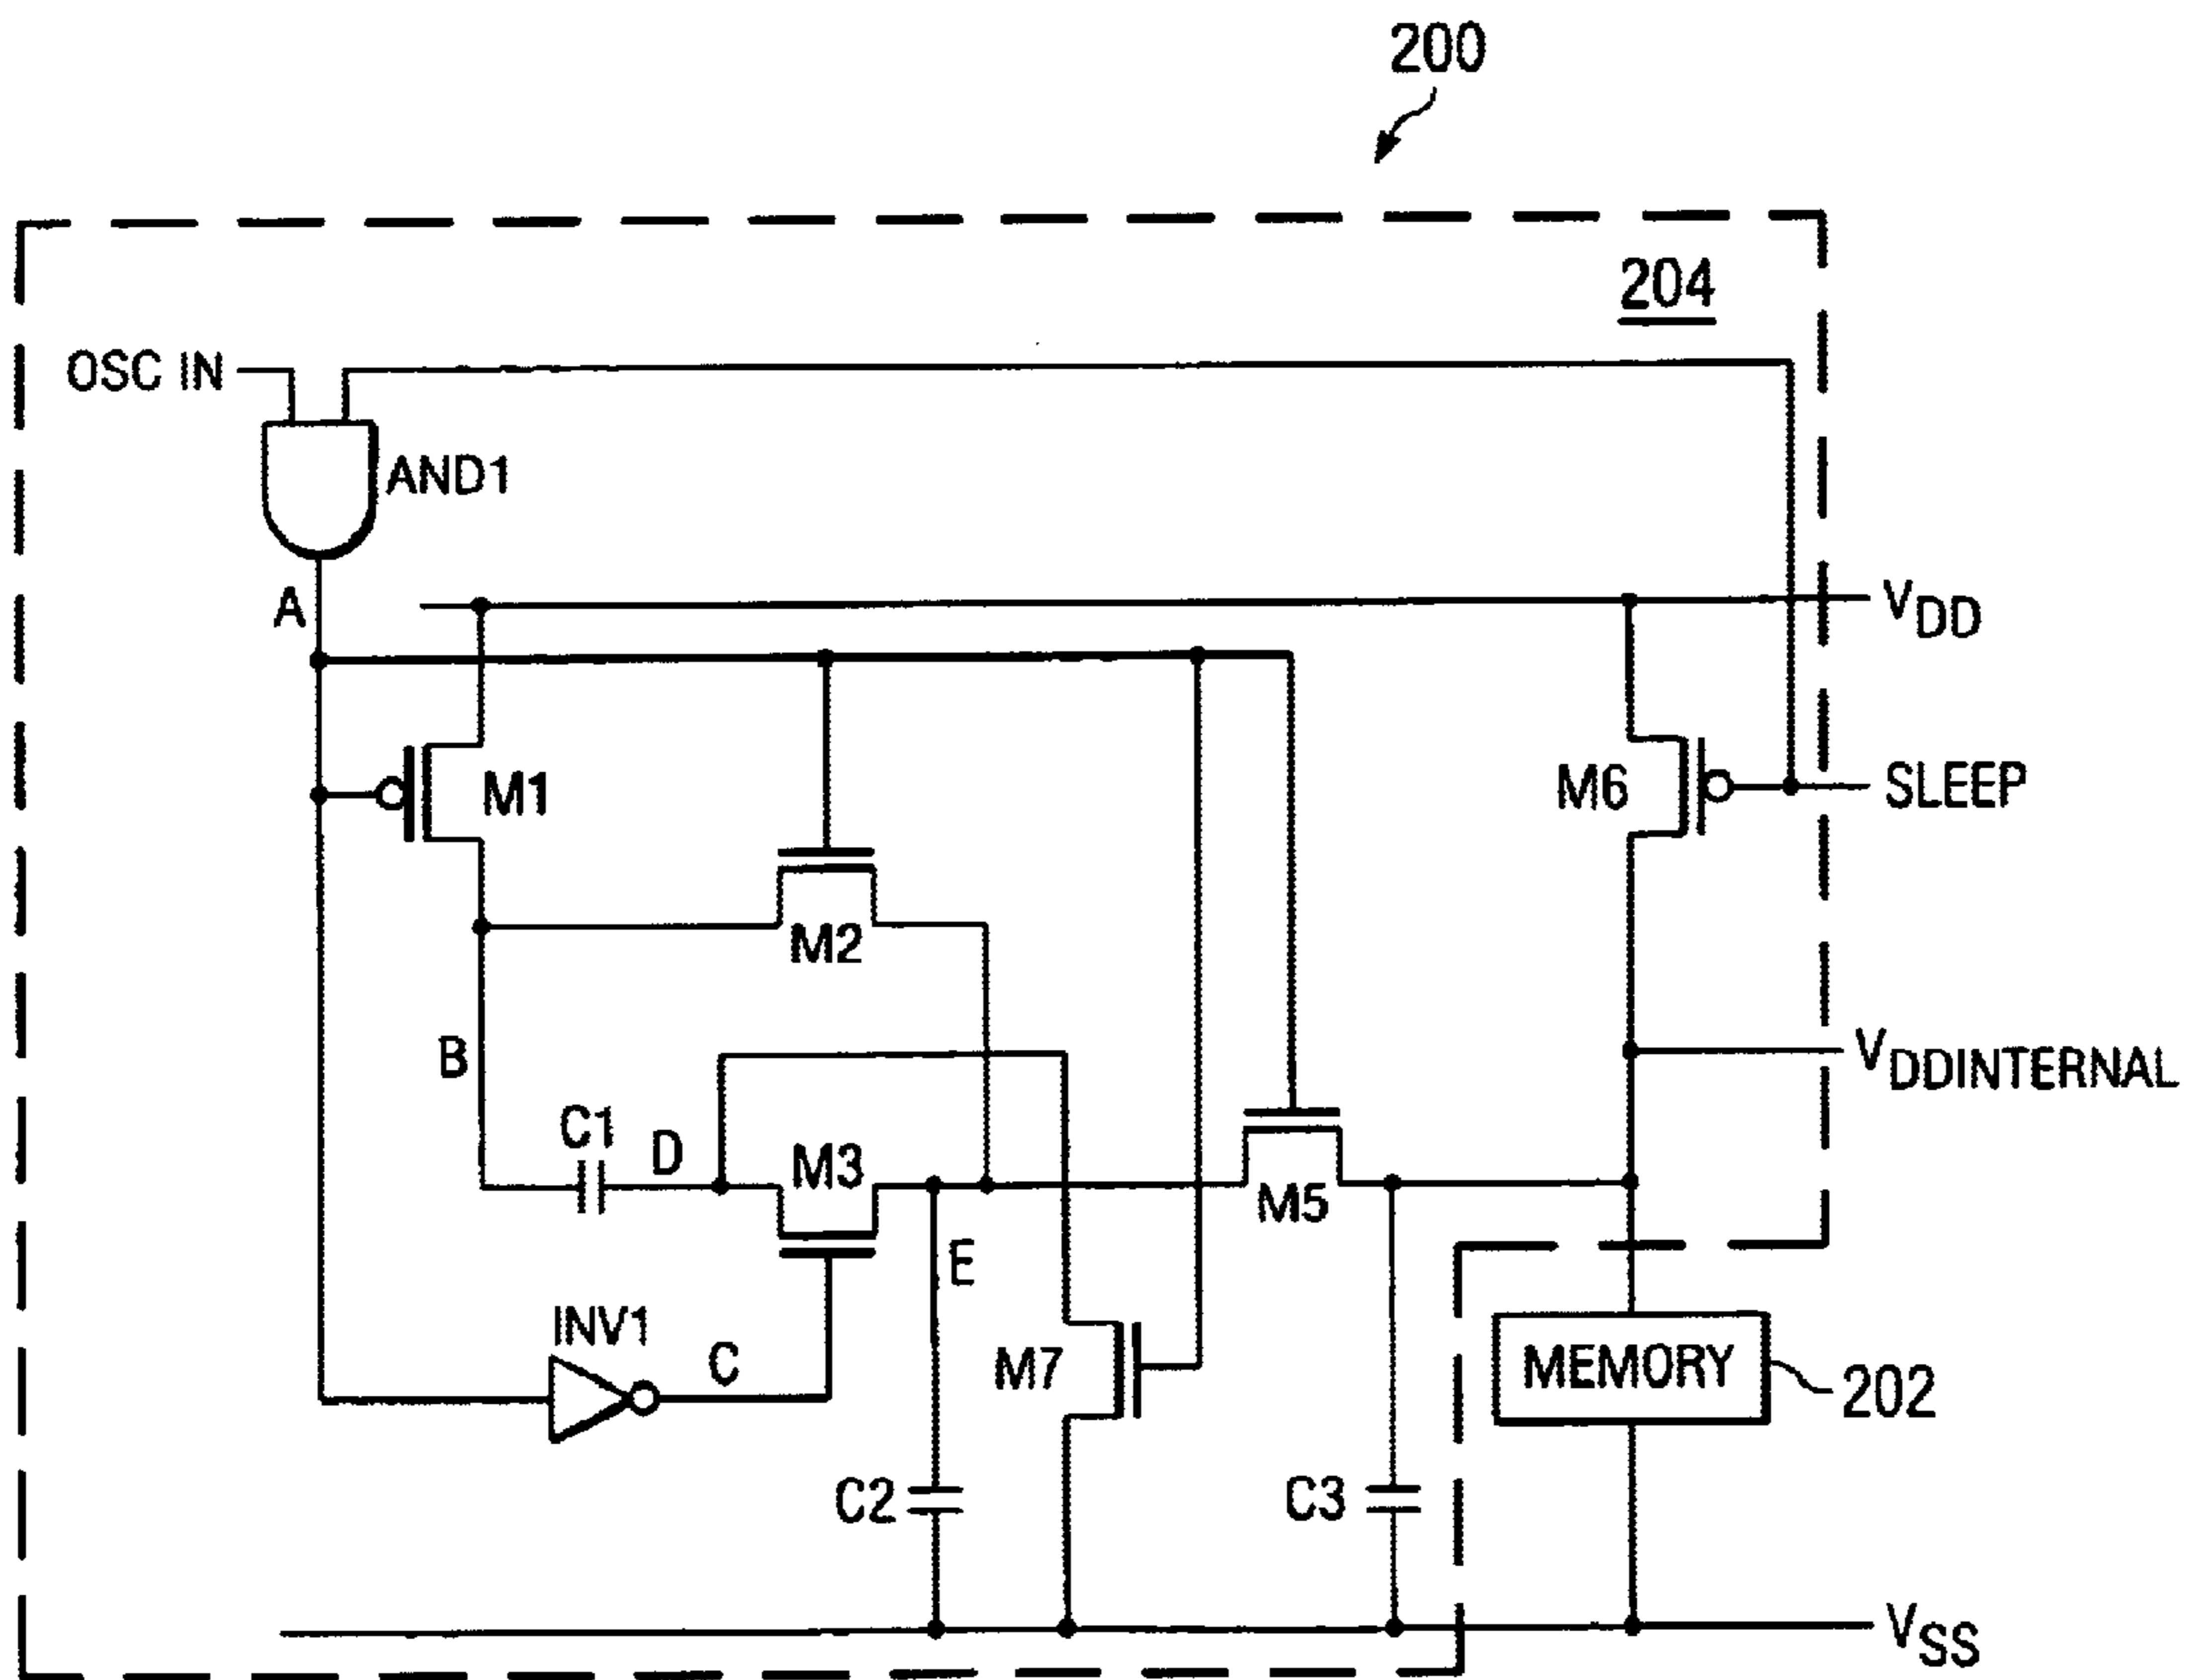 200
204
OSC IN
AND1
A
VDD
M1
M6
SLEEP
M2
B
VDDINTERNAL
C1
D
M3
M5
E
INV1
C
M7
MEMORY
202
C2
C3
VSS